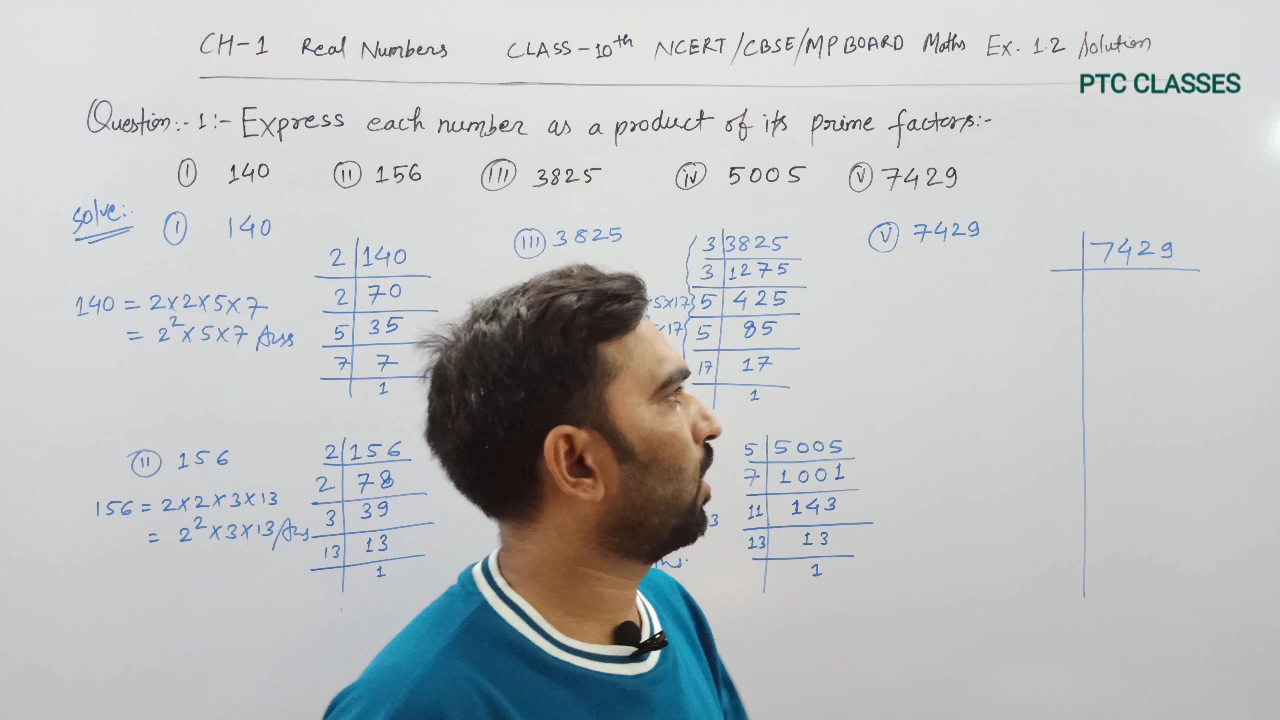 CH-1 Real Numbers CLASS-10th NCERT/CBSE/MP BOARD Maths Ex. 1.2 Solution
PTC CLASSES
Question:-1:- Express each number as a product of its prime factors:-
(I) 140 (II) 156 (III) 3825 (IV) 5005 (V) 7429
Solve:-
(I) 140
140 = 2×2×5×7
= 2²×5×7 Ans
2|140
2|70
5|35
7|7
1
(II) 156
156 = 2×2×3×13
= 2²×3×13 Ans
2|156
2|78
3|39
13|13
1
(III) 3825
5×17
×17
3|3825
3|1275
5|425
5|85
17|17
1
3
5|5005
7|1001
11|143
13|13
1
(V) 7429
7429